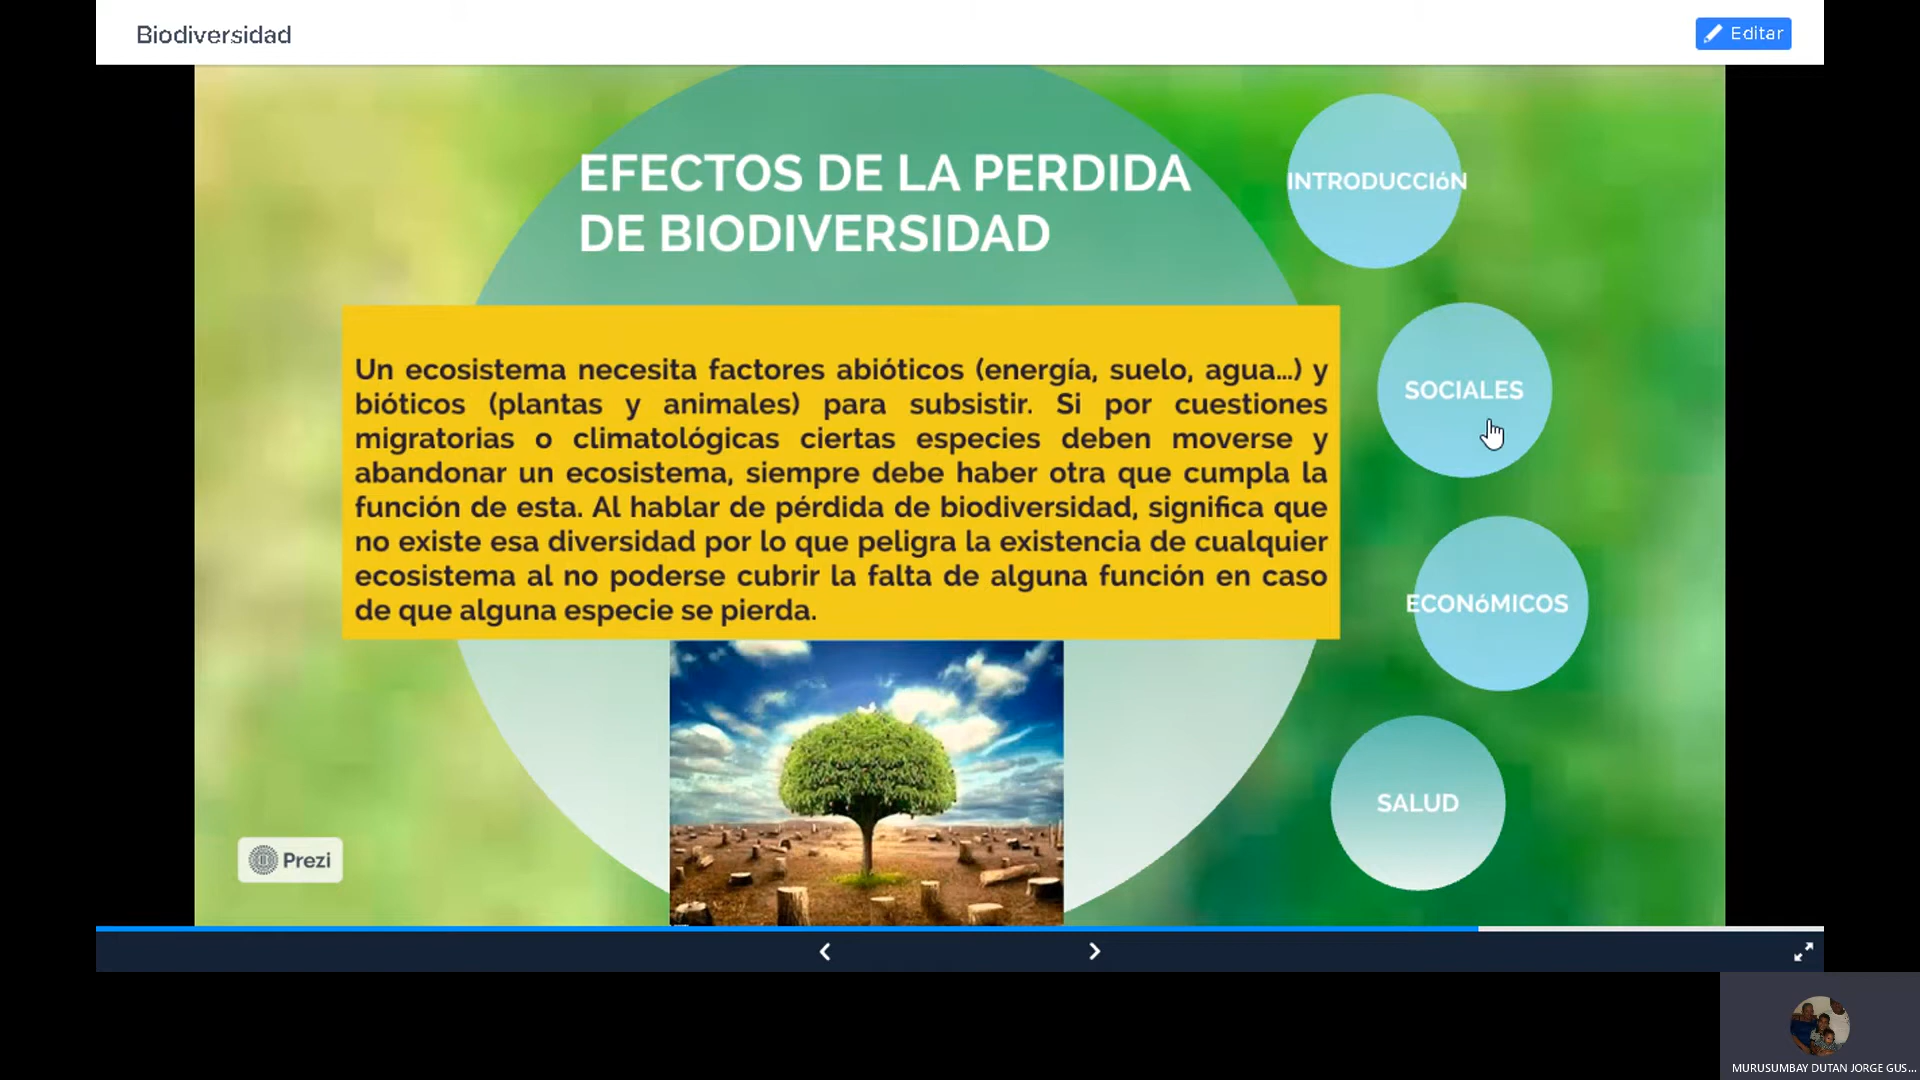 Biodiversidad
Editar
EFECTOS DE LA PERDIDA
DE BIODIVERSIDAD
INTRODUCCIóN
Un ecosistema necesita factores abióticos (energía, suelo, agua...) y
bióticos (plantas y animales) para subsistir. Si por cuestiones
migratorias o climatológicas ciertas especies deben moverse y
abandonar un ecosistema, siempre debe haber otra que cumpla la
función de esta. Al hablar de pérdida de biodiversidad, significa que
no existe esa diversidad por lo que peligra la existencia de cualquier
ecosistema al no poderse cubrir la falta de alguna función en caso
de que alguna especie se pierda.
SOCIALES
ECONóMICOS
SALUD
Prezi
MURUSUMBAY DUTAN JORGE GUS...